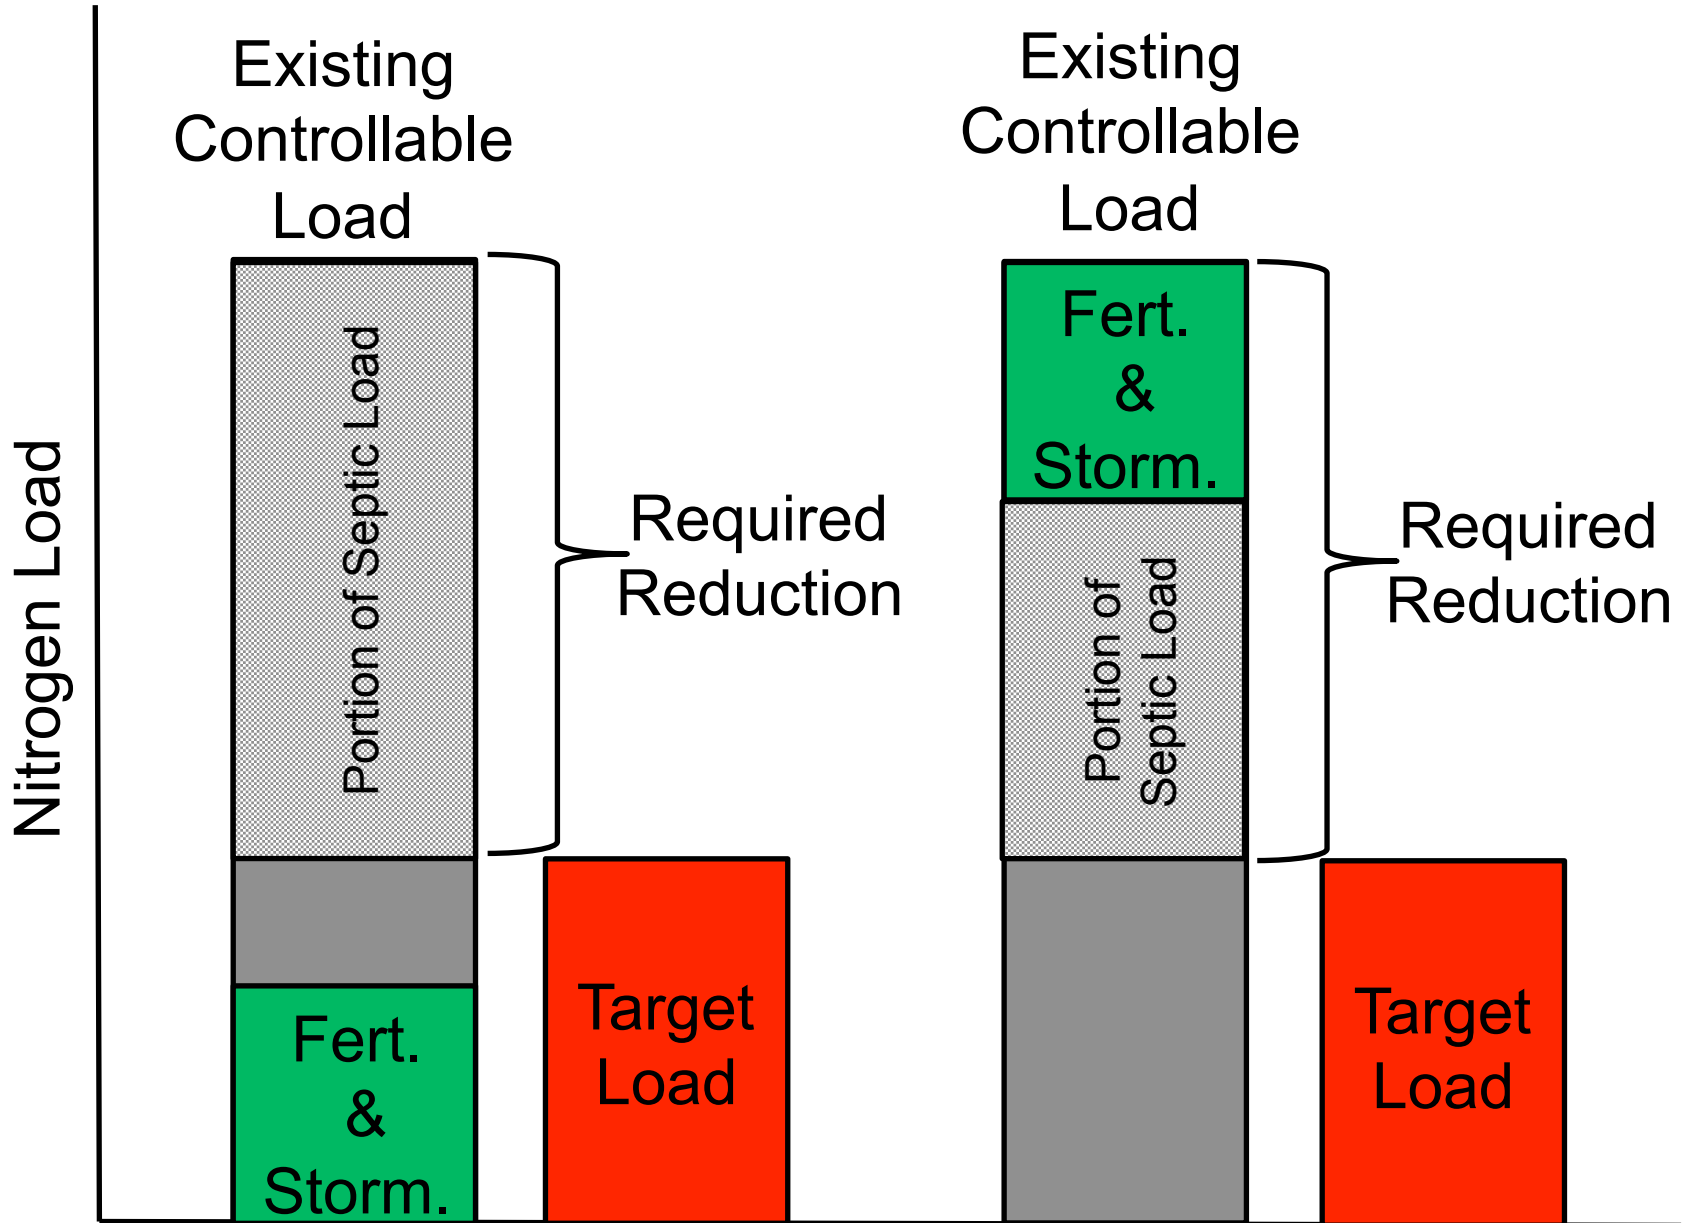 Nitrogen Load
Existing
Controllable
Load
Portion of Septic Load
Required
Reduction
Fert.
&
Storm.
Target
Load
Existing
Controllable
Load
Fert.
&
Storm.
Portion of
Septic Load
Required
Reduction
Target
Load